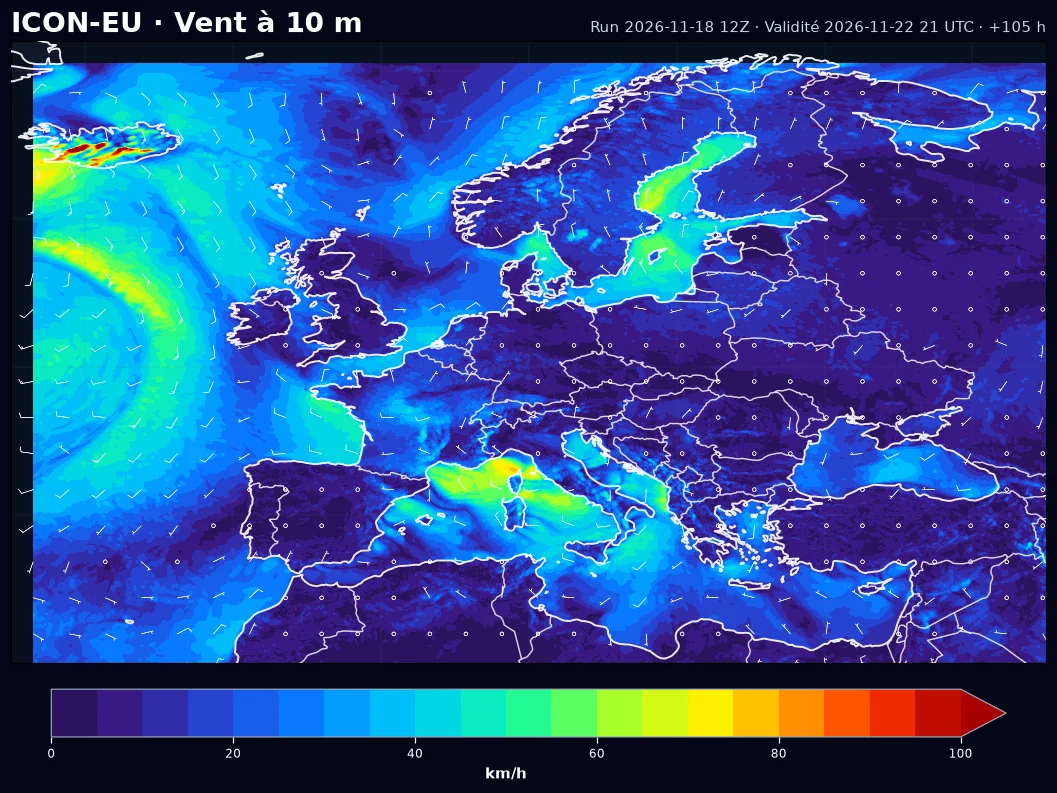 ICON-EU · Vent à 10 m
Run 2026-11-18 12Z · Validité 2026-11-22 21 UTC · +105 h
0 20 40 60 80 100
km/h